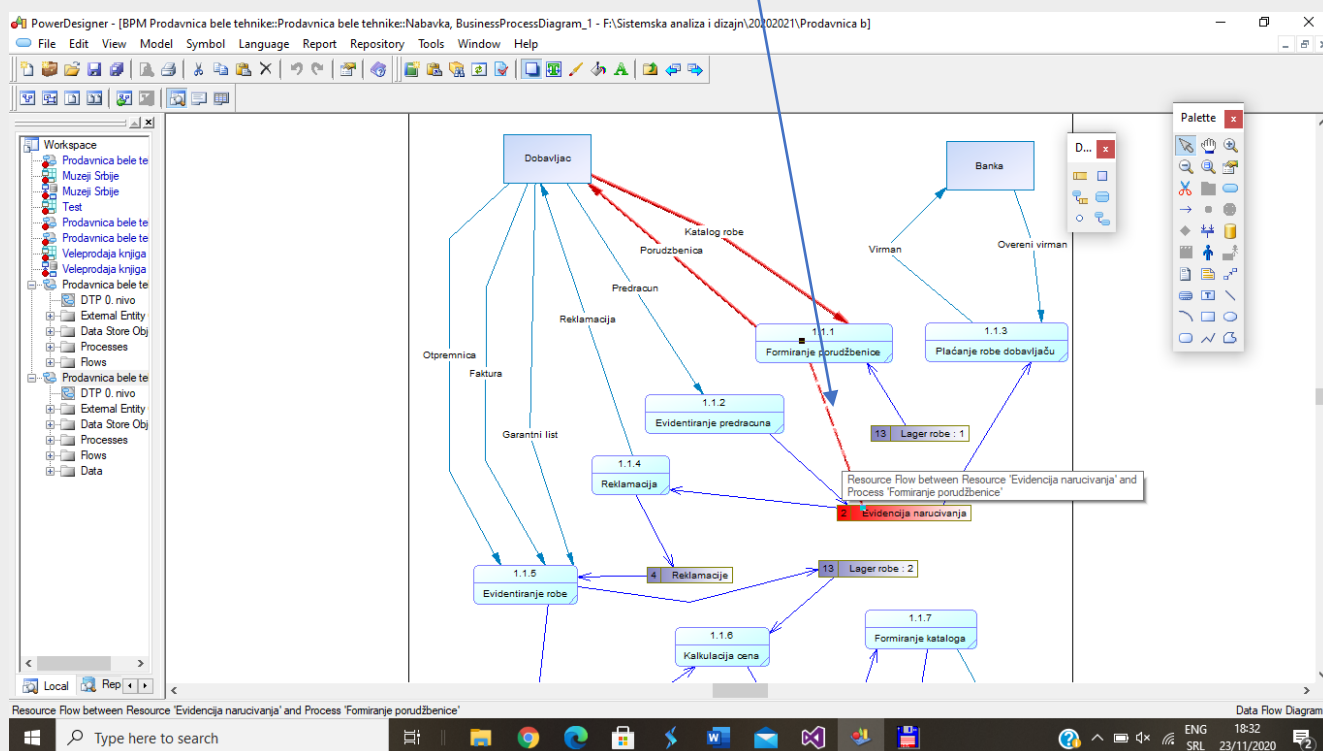 PowerDesigner - [BPM Prodavnica bele tehnike::Prodavnica bele tehnike::Nabavka, BusinessProcessDiagram_1 - F:\Sistemska analiza i dizajn\20202021\Prodavnica b]
File Edit View Model Symbol Language Report Repository Tools Window Help
Workspace
Prodavnica bele te
Muzeji Srbije
Muzeji Srbije
Test
Prodavnica bele te
Prodavnica bele te
Veleprodaja knjiga
Veleprodaja knjiga
Prodavnica bele te
DTP 0. nivo
External Entity
Data Store Obj
Processes
Flows
Prodavnica bele te
DTP 0. nivo
External Entity
Data Store Obj
Processes
Flows
Data
Local Rep
Palette
D...
Dobavljac
Banka
Katalog robe
Porudzbenica
Virman
Overeni virman
Predracun
Reklamacija
Otpremnica
Faktura
Garantni list
1.1.1
Formiranje porudžbenice
1.1.3
Plaćanje robe dobavljaču
1.1.2
Evidentiranje predracuna
13 Lager robe : 1
1.1.4
Reklamacija
Resource Flow between Resource 'Evidencija narucivanja' and
Process 'Formiranje porudžbenice'
2 Evidencija narucivanja
1.1.5
Evidentiranje robe
4 Reklamacije
13 Lager robe : 2
1.1.6
Kalkulacija cena
1.1.7
Formiranje kataloga
Resource Flow between Resource 'Evidencija narucivanja' and Process 'Formiranje porudžbenice'
Data Flow Diagram
Type here to search
ENG
SRL
18:32
23/11/2020
2